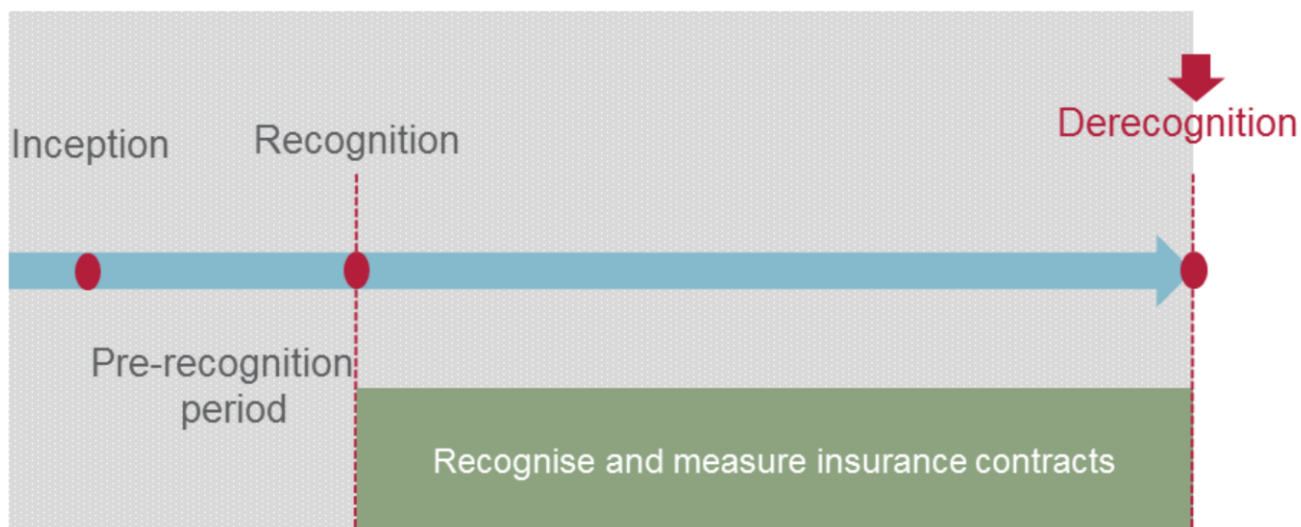 Inception
Recognition
Derecognition
Pre-recognition
period
Recognise and measure insurance contracts